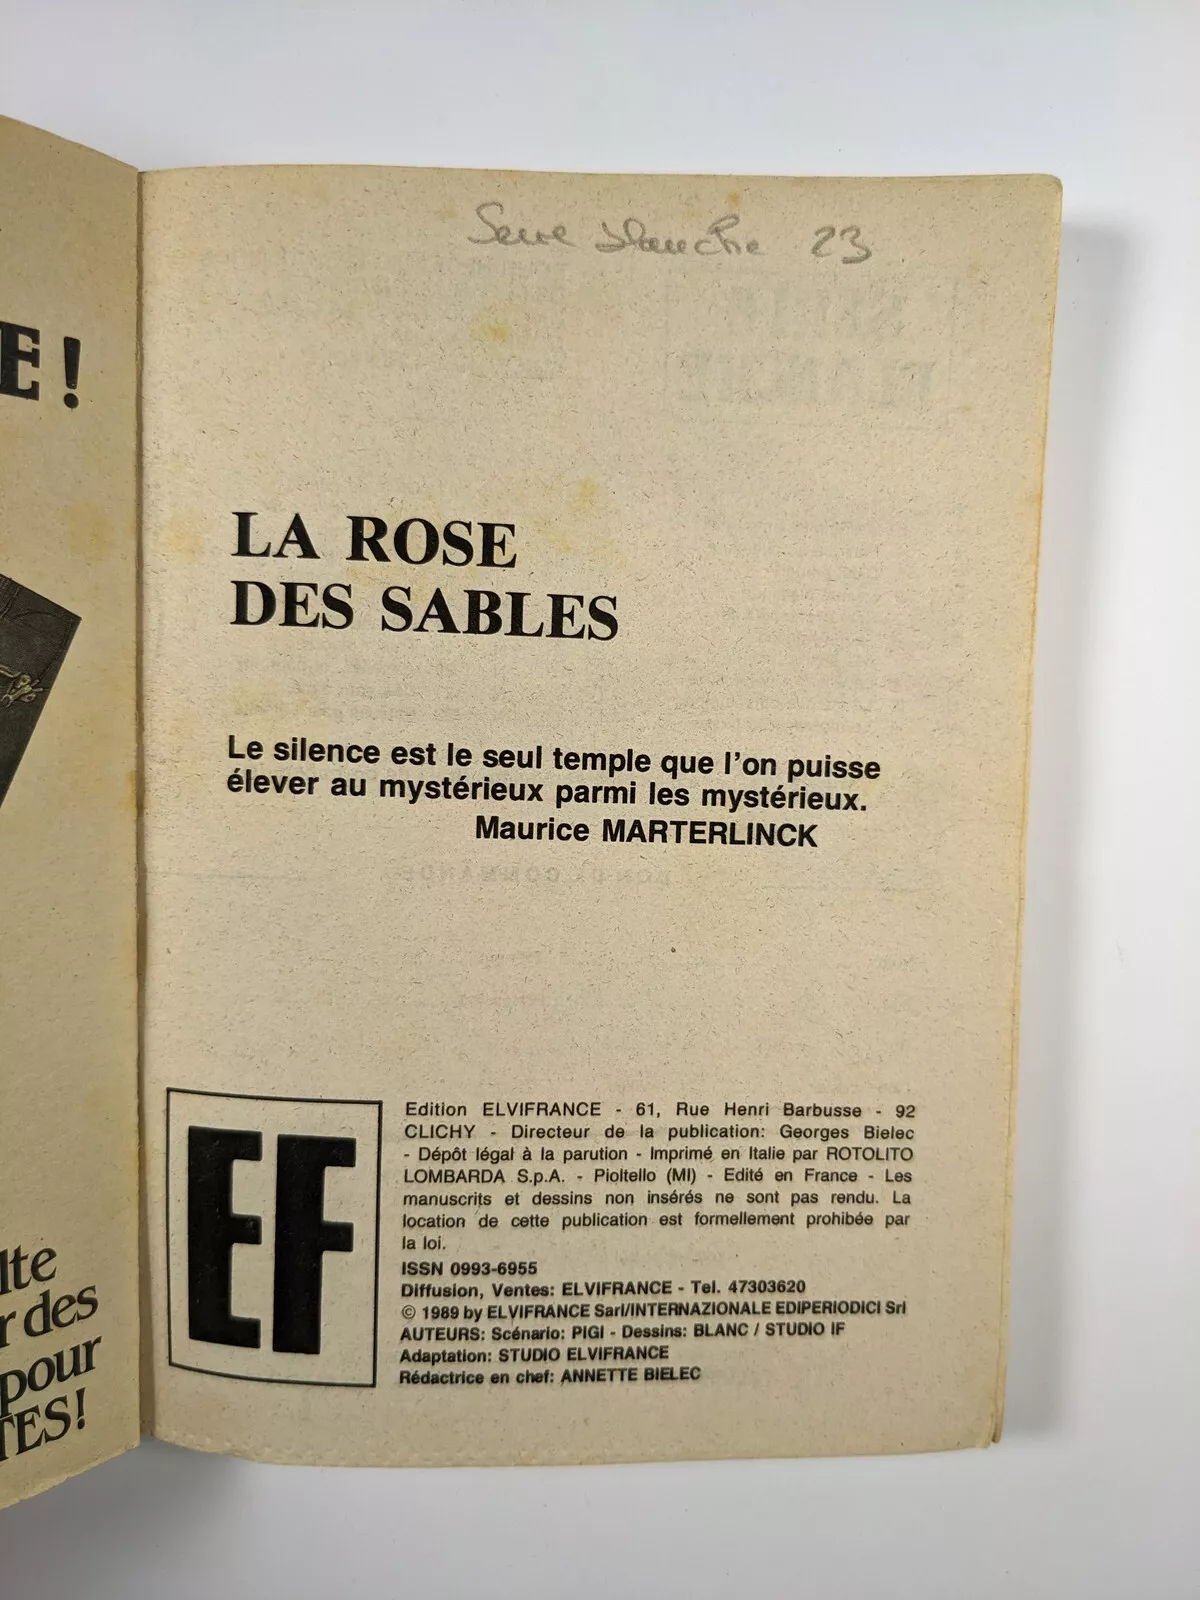 Serie blanche 23
E!
LA ROSE
DES SABLES
Le silence est le seul temple que l'on puisse
élever au mystérieux parmi les mystérieux.
Maurice MARTERLINCK
EF
Edition ELVIFRANCE - 61, Rue Henri Barbusse - 92
CLICHY - Directeur de la publication: Georges Bielec
- Dépôt légal à la parution - Imprimé en Italie par ROTOLITO
LOMBARDA S.p.A. - Pioltello (MI) - Edité en France - Les
manuscrits et dessins non insérés ne sont pas rendu. La
location de cette publication est formellement prohibée par
la loi.
ISSN 0993-6955
Diffusion, Ventes: ELVIFRANCE - Tel. 47303620
© 1989 by ELVIFRANCE Sarl/INTERNAZIONALE EDIPERIODICI Srl
AUTEURS: Scénario: PIGI - Dessins: BLANC / STUDIO IF
Adaptation: STUDIO ELVIFRANCE
Rédactrice en chef: ANNETTE BIELEC
lte
r des
pour
TES!